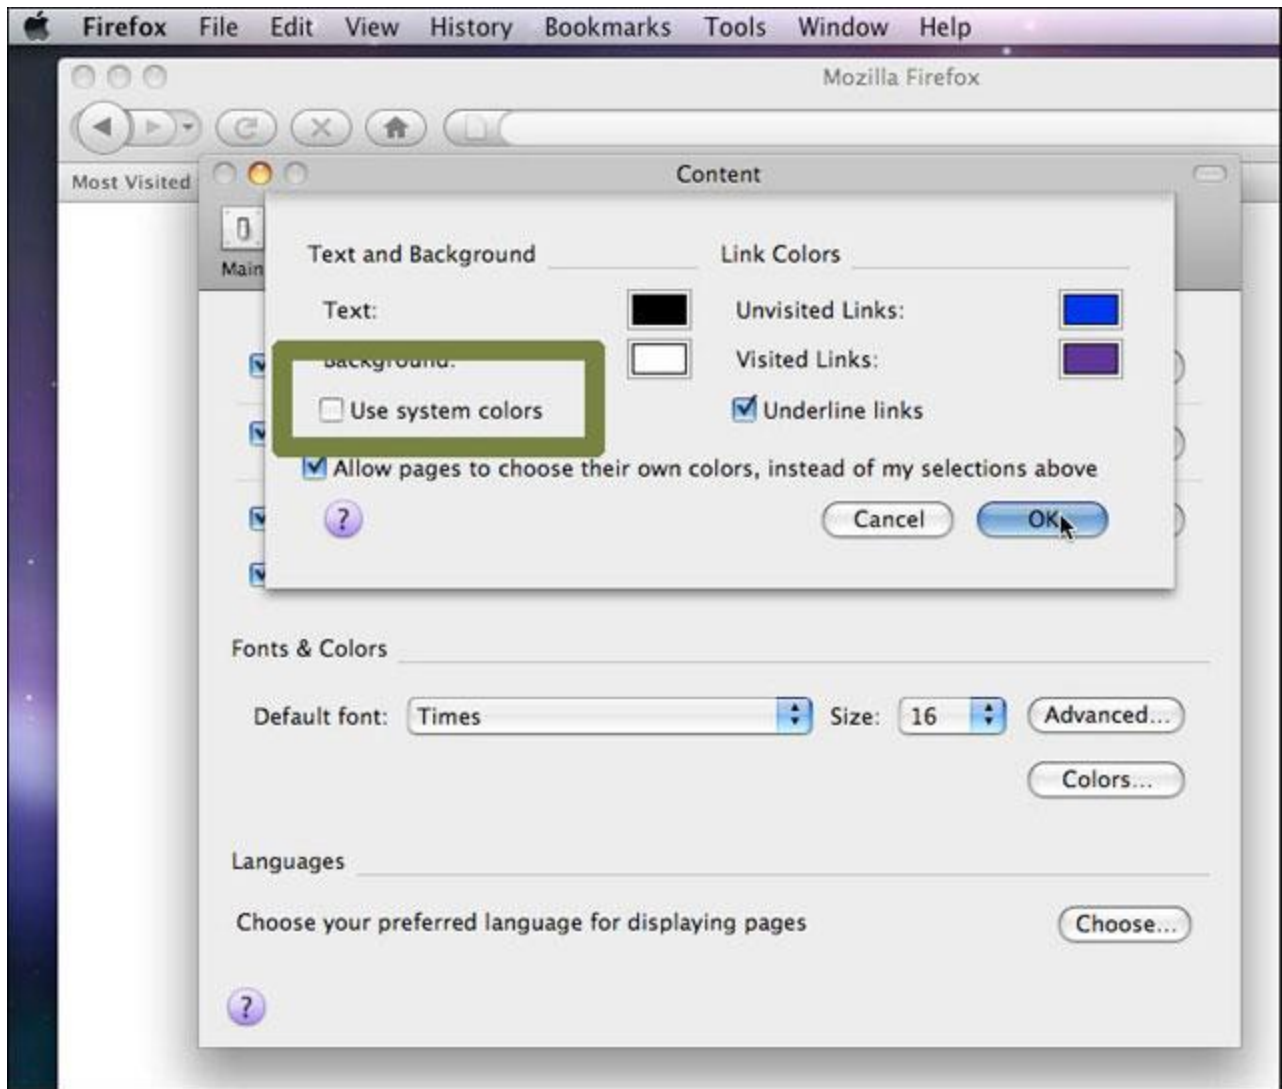 Firefox File Edit View History Bookmarks Tools Window Help
Mozilla Firefox
Most Visited
Content
Main
Text and Background Link Colors
Text: Unvisited Links:
Background: Visited Links:
Use system colors Underline links
Allow pages to choose their own colors, instead of my selections above
? Cancel OK
Fonts & Colors
Default font: Times Size: 16 Advanced...
Colors...
Languages
Choose your preferred language for displaying pages Choose...
?